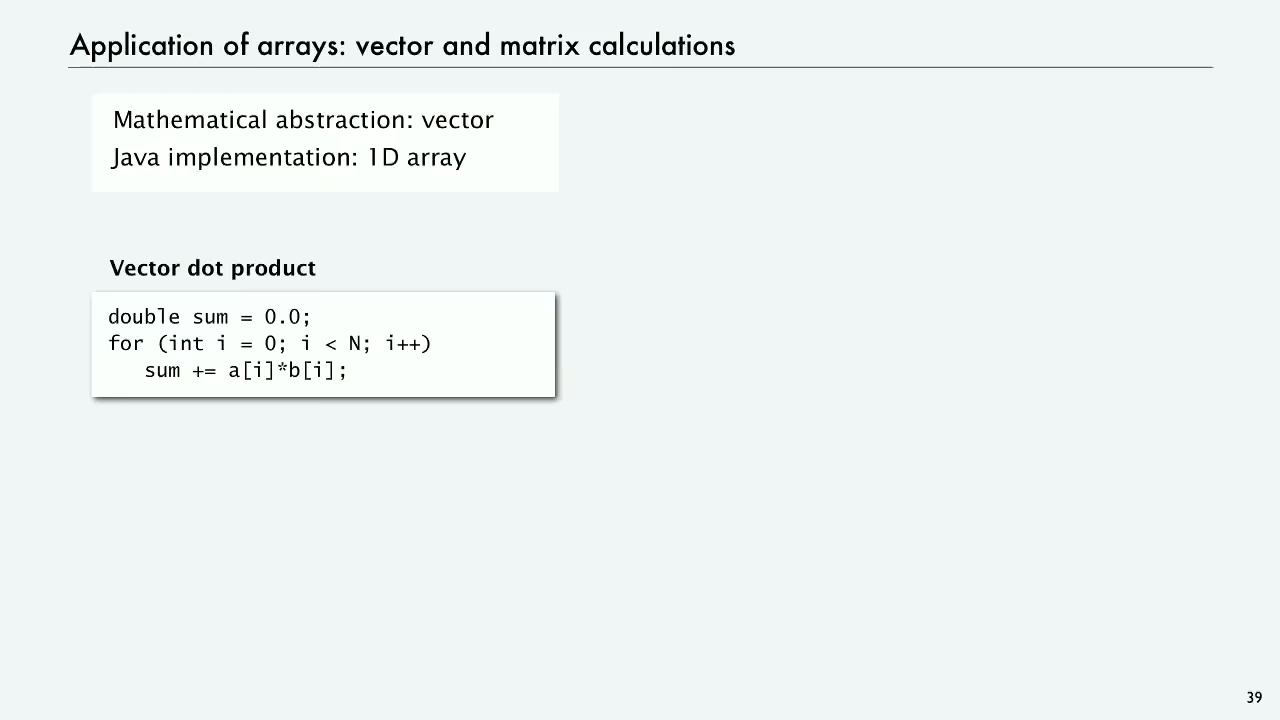 Application of arrays: vector and matrix calculations
Mathematical abstraction: vector
Java implementation: 1D array
Vector dot product
double sum = 0.0;
for (int i = 0; i < N; i++)
   sum += a[i]*b[i];
39